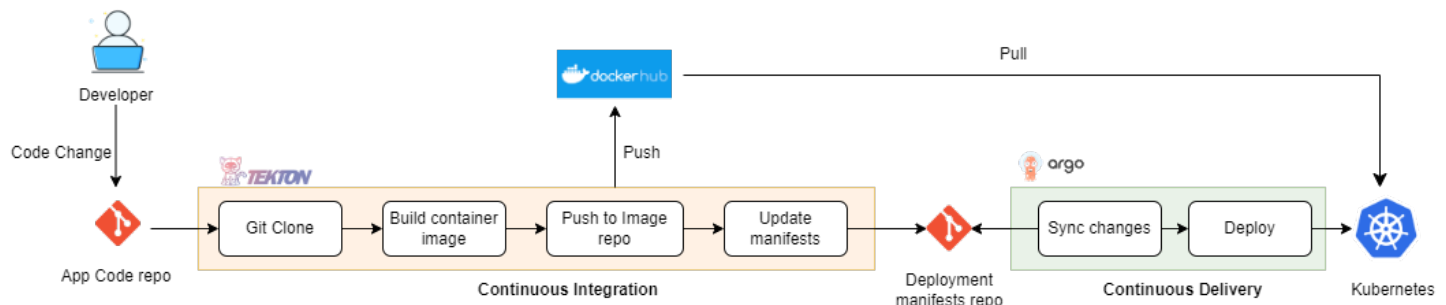 Developer
Code Change
App Code repo
TEKTON
Git Clone
Build container
image
Push to Image
repo
Update
manifests
Continuous Integration
Push
dockerhub
Pull
Deployment
manifests repo
argo
Sync changes
Deploy
Continuous Delivery
Kubernetes